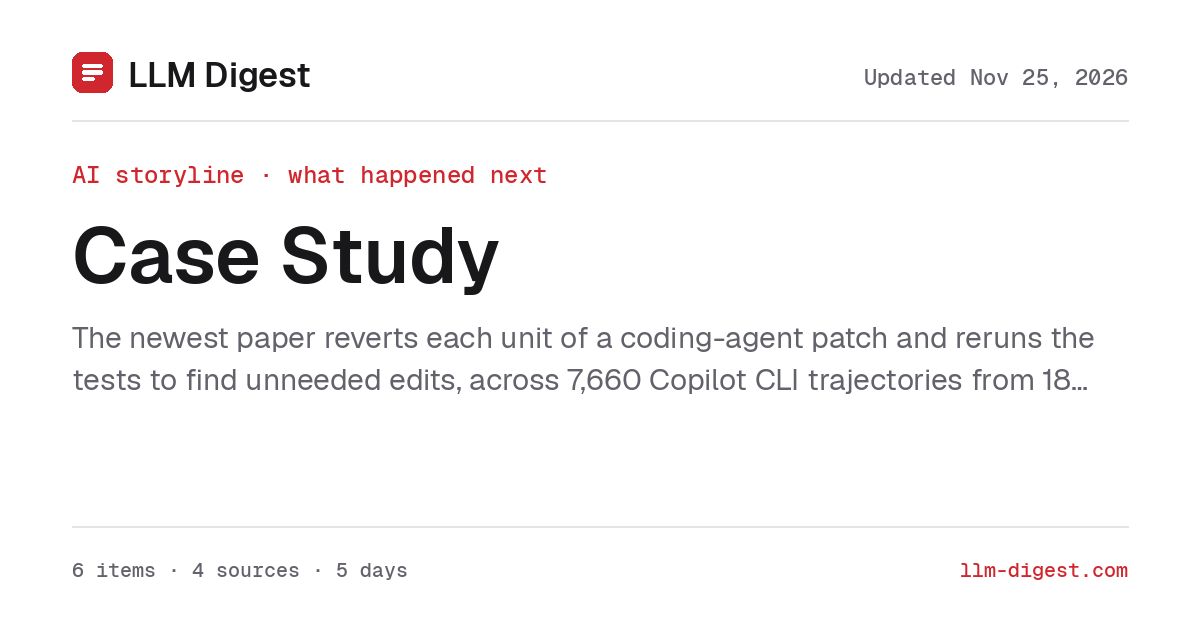 LLM Digest
Updated Nov 25, 2026
AI storyline · what happened next
Case Study
The newest paper reverts each unit of a coding-agent patch and reruns the
tests to find unneeded edits, across 7,660 Copilot CLI trajectories from 18…
6 items · 4 sources · 5 days
llm-digest.com